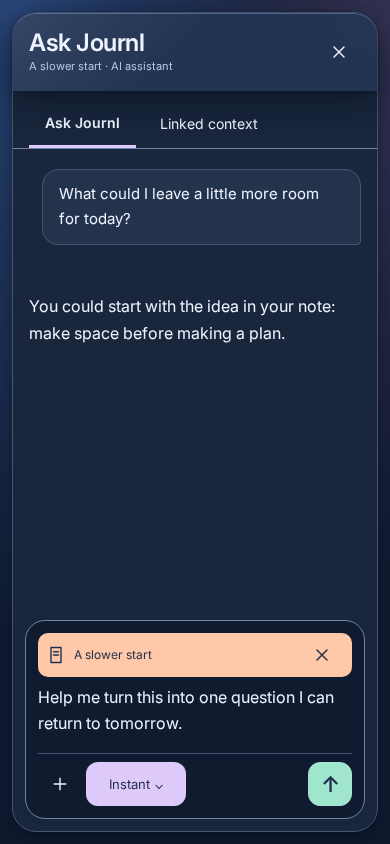 Ask Journl
A slower start · AI assistant
Ask Journl
Linked context
What could I leave a little more room
for today?
You could start with the idea in your note:
make space before making a plan.
A slower start
Help me turn this into one question I can
return to tomorrow.
Instant